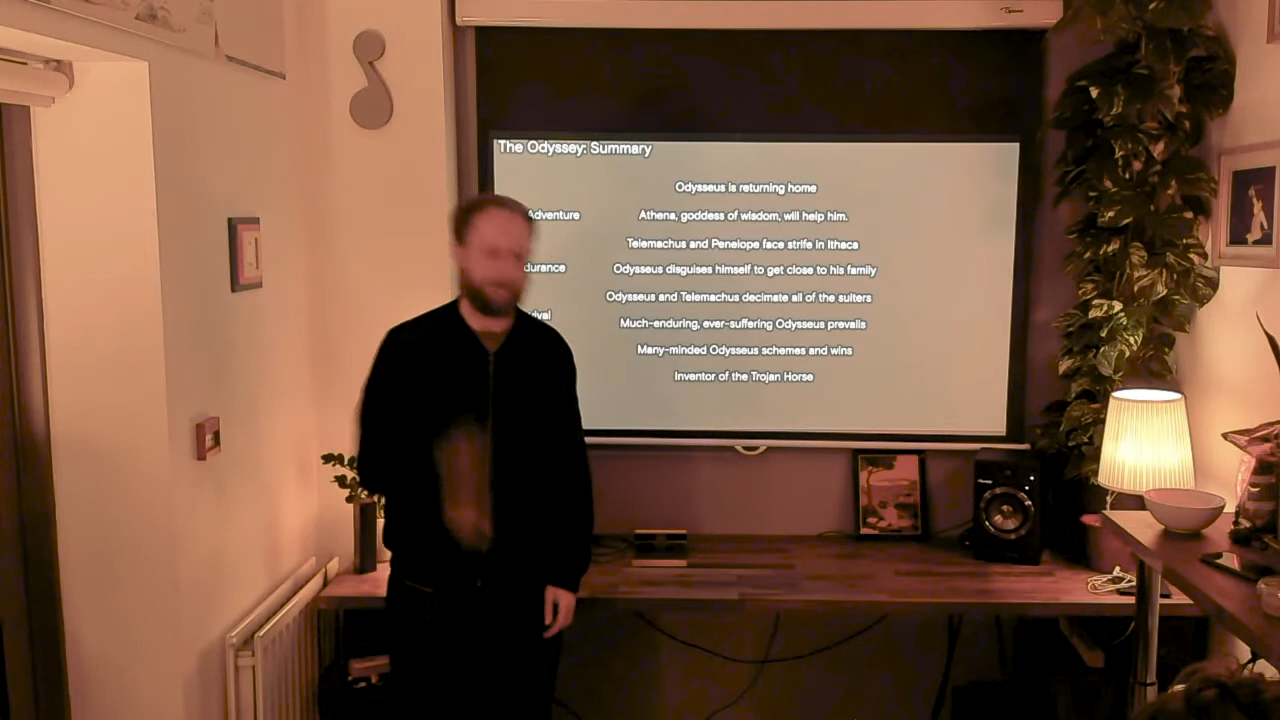 The Odyssey: Summary
Odysseus is returning home
Adventure
Athena, goddess of wisdom, will help him.
Telemachus and Penelope face strife in Ithaca
durance
Odysseus disguises himself to get close to his family
Odysseus and Telemachus decimate all of the suiters
vival
Much-enduring, ever-suffering Odysseus prevails
Many-minded Odysseus schemes and wins
Inventor of the Trojan Horse